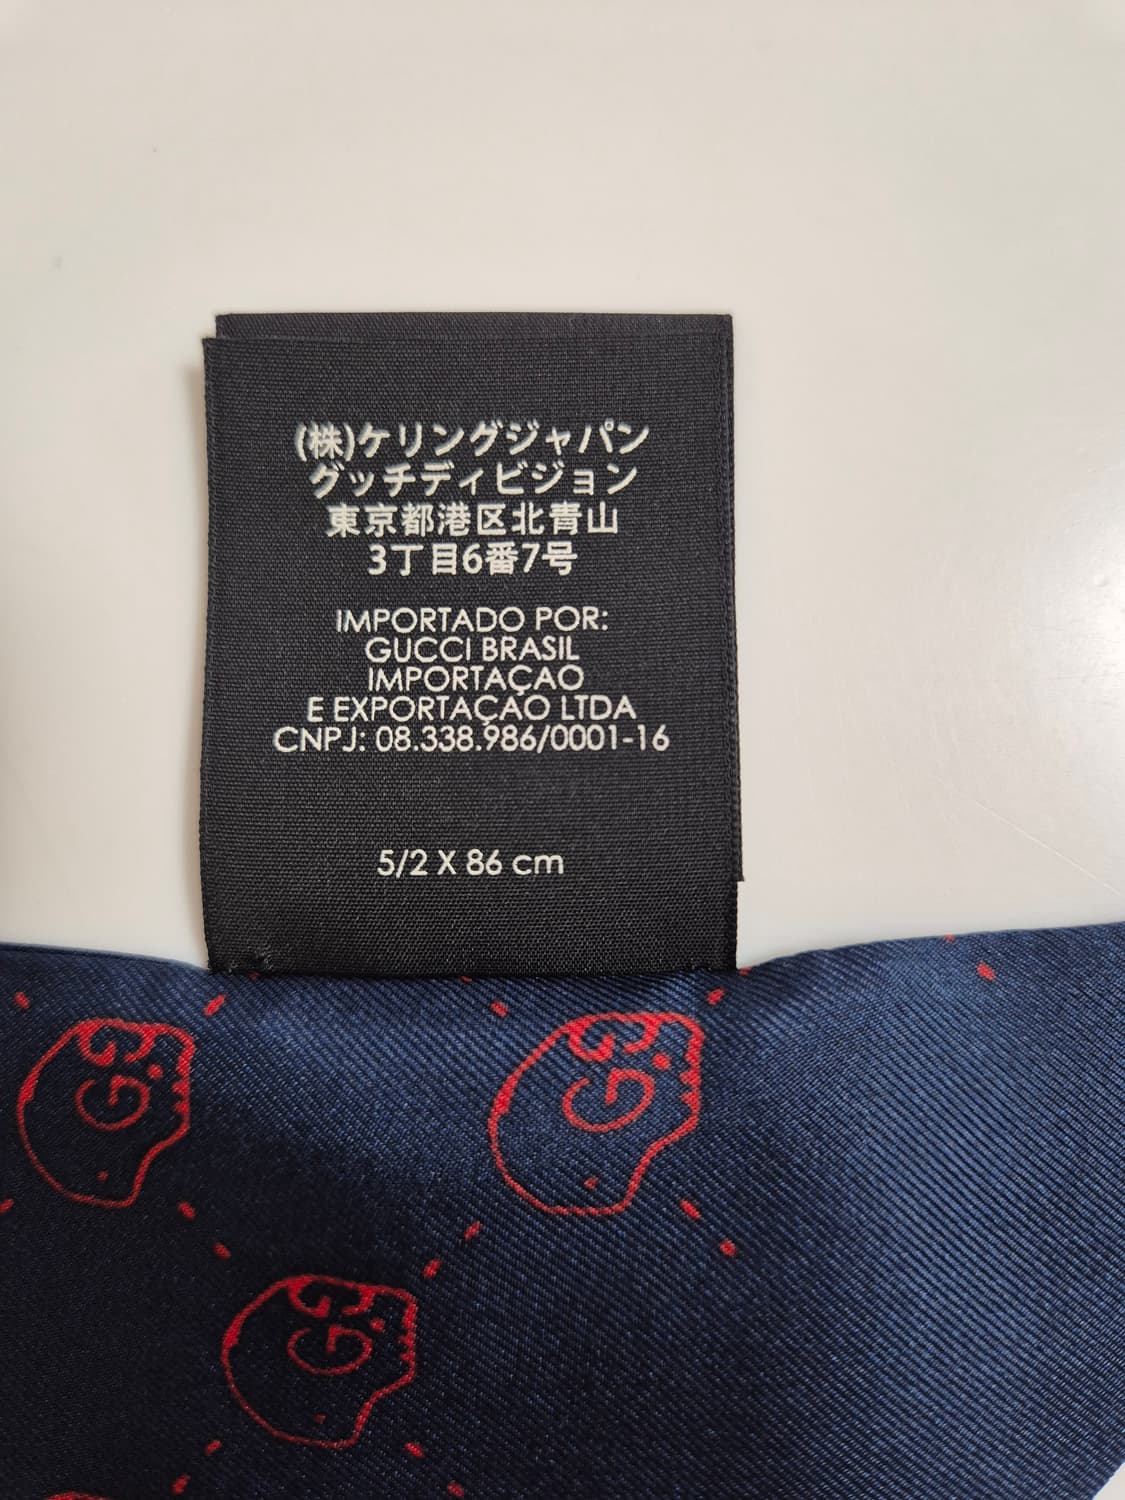 (株)ケリングジャパン
グッチディビジョン
東京都港区北青山
3丁目6番7号
IMPORTADO POR:
GUCCI BRASIL
IMPORTAÇAO
E EXPORTAÇAO LTDA
CNPJ: 08.338.986/0001-16
5/2 X 86 cm